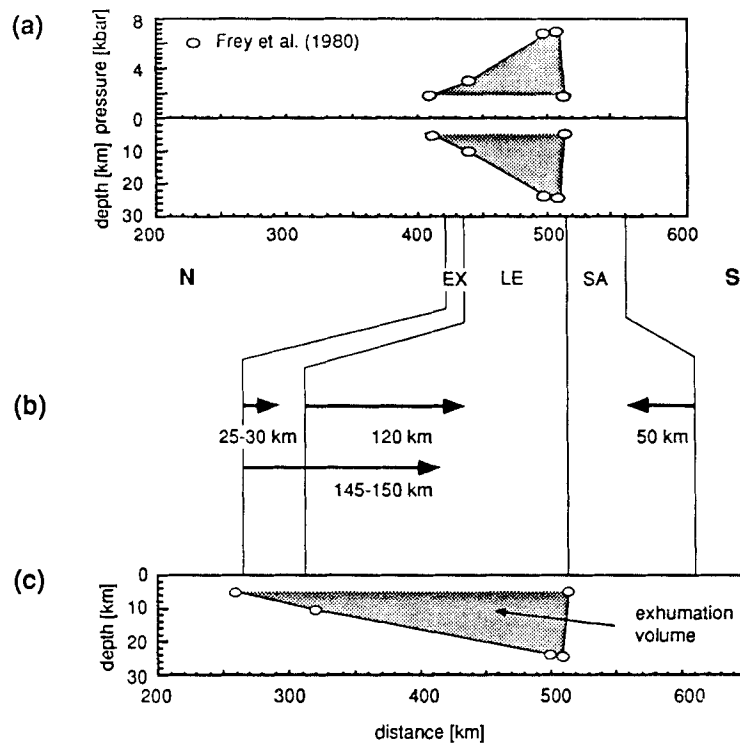 (a)
pressure [kbar]
8
4
0
Frey et al. (1980)
depth [km]
10
20
30
200
300
400
500
600
N
EX
LE
SA
S
(b)
25-30 km
120 km
50 km
145-150 km
(c)
depth [km]
0
10
20
30
exhumation
volume
200
300
400
500
600
distance [km]